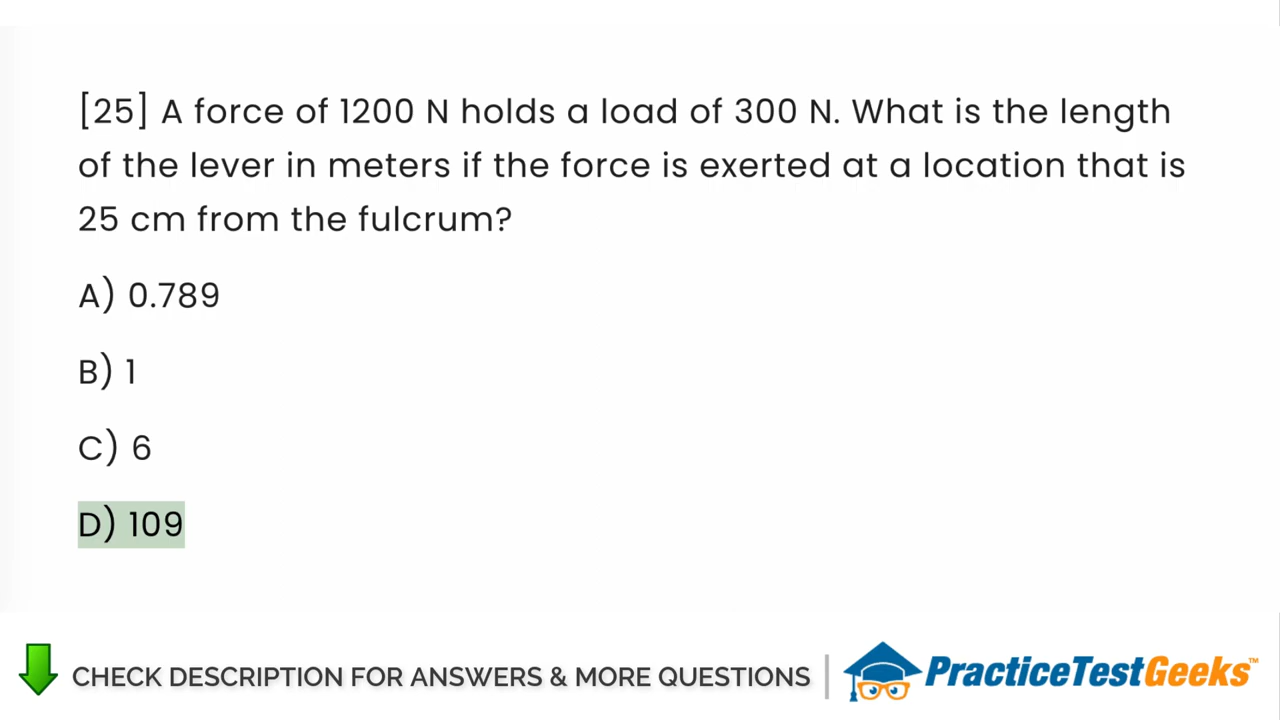 [25] A force of 1200 N holds a load of 300 N. What is the length
of the lever in meters if the force is exerted at a location that is
25 cm from the fulcrum?
A) 0.789
B) 1
C) 6
D) 109
CHECK DESCRIPTION FOR ANSWERS & MORE QUESTIONS
PracticeTestGeeks™